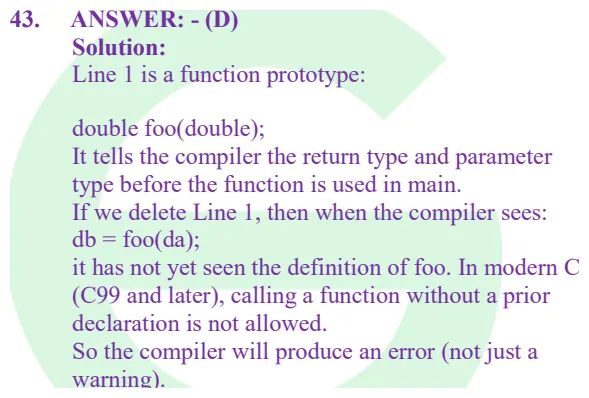 43. ANSWER: - (D)
Solution:
Line 1 is a function prototype:
double foo(double);
It tells the compiler the return type and parameter
type before the function is used in main.
If we delete Line 1, then when the compiler sees:
db = foo(da);
it has not yet seen the definition of foo. In modern C
(C99 and later), calling a function without a prior
declaration is not allowed.
So the compiler will produce an error (not just a
warning).